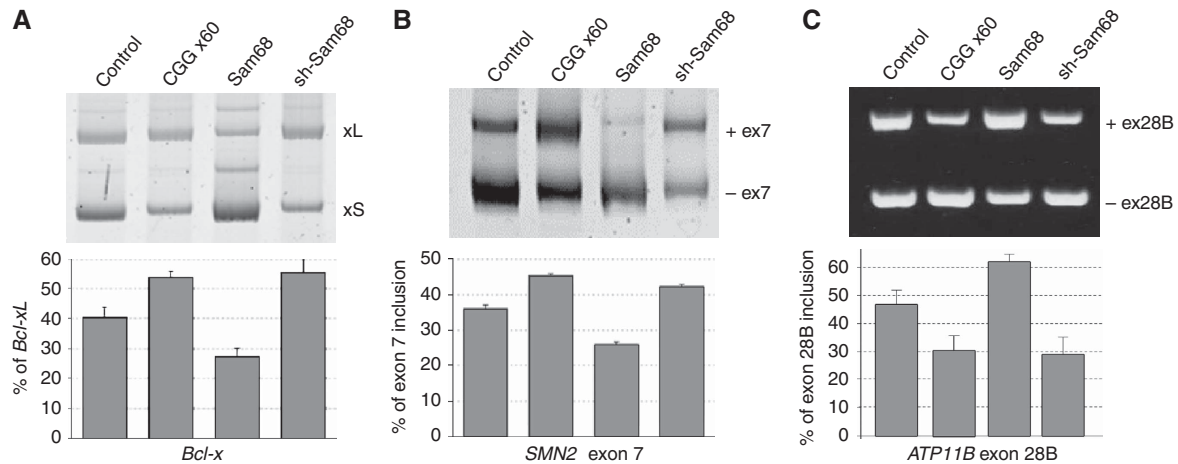 A
Control
CGG x60
Sam68
sh-Sam68
xL
xS
60
50
40
30
20
10
0
% of Bcl-xL
Bcl-x
B
Control
CGG x60
Sam68
sh-Sam68
+ ex7
– ex7
50
40
30
20
10
0
% of exon 7 inclusion
SMN2 exon 7
C
Control
CGG x60
Sam68
sh-Sam68
+ ex28B
– ex28B
60
50
40
30
20
10
0
% of exon 28B inclusion
ATP11B exon 28B